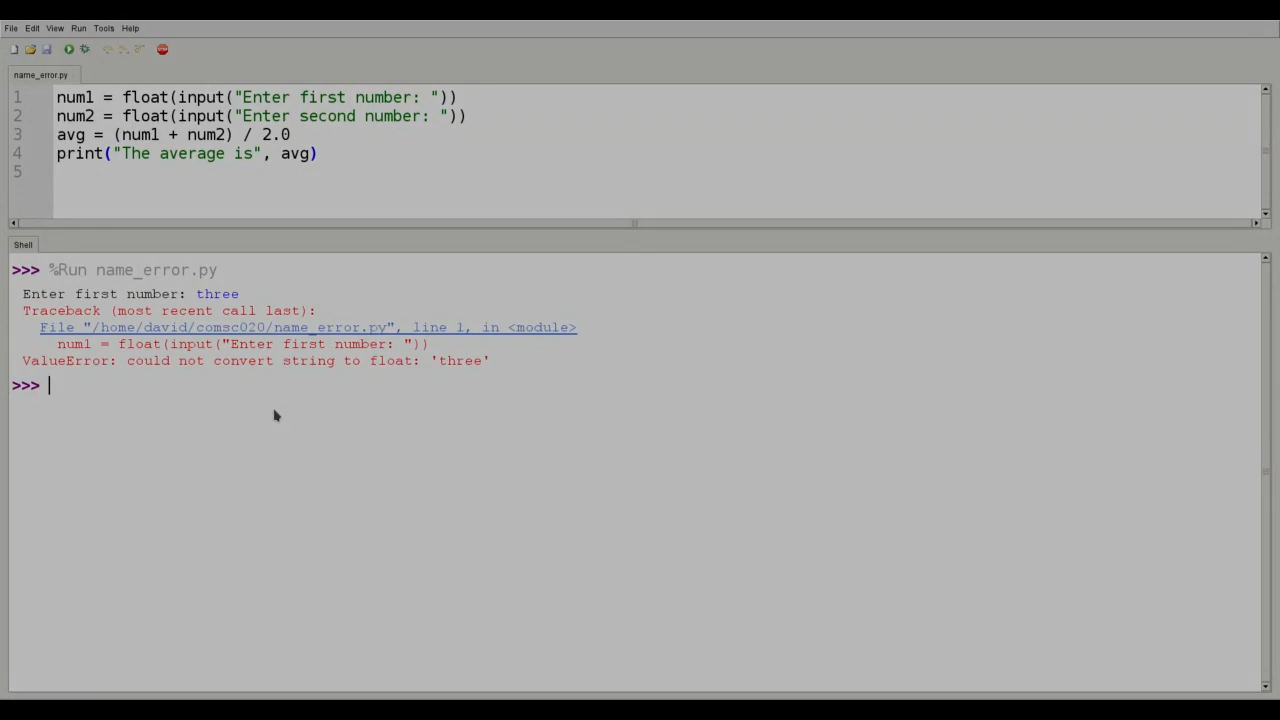 File Edit View Run Tools Help
name_error.py
1 num1 = float(input("Enter first number: "))
2 num2 = float(input("Enter second number: "))
3 avg = (num1 + num2) / 2.0
4 print("The average is", avg)
5
Shell
>>> %Run name_error.py
Enter first number: three
Traceback (most recent call last):
File "/home/david/comsc020/name_error.py", line 1, in <module>
num1 = float(input("Enter first number: "))
ValueError: could not convert string to float: 'three'
>>>